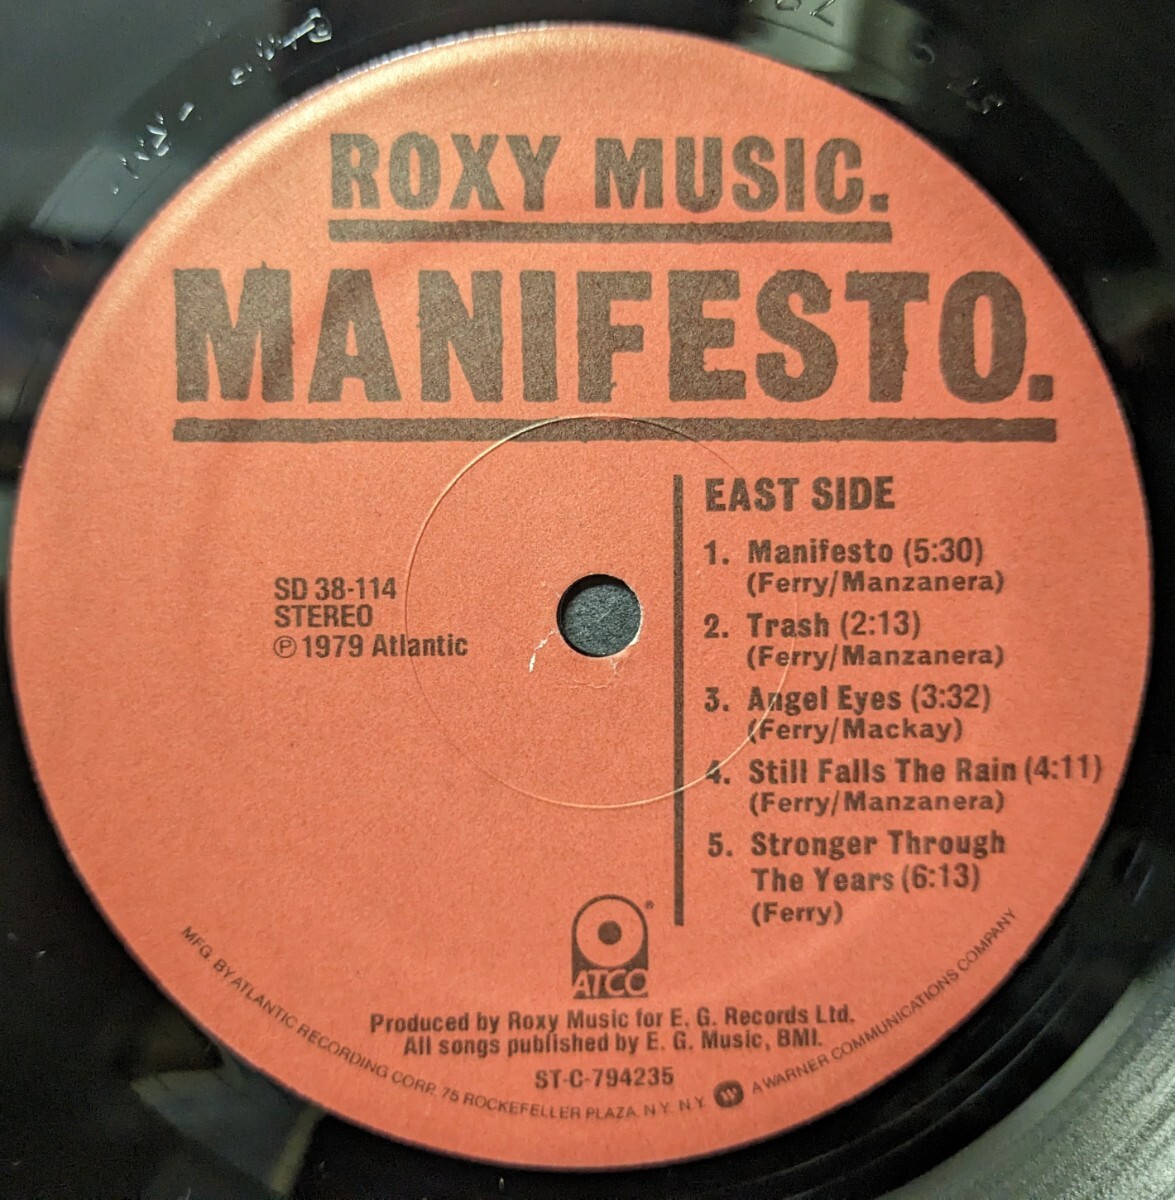 ROXY MUSIC.
MANIFESTO.
EAST SIDE
1. Manifesto (5:30)
(Ferry/Manzanera)
2. Trash (2:13)
(Ferry/Manzanera)
3. Angel Eyes (3:32)
(Ferry/Mackay)
4. Still Falls The Rain (4:11)
(Ferry/Manzanera)
5. Stronger Through
The Years (6:13)
(Ferry)
SD 38-114
STEREO
℗ 1979 Atlantic
®
ATCO
Produced by Roxy Music for E. G. Records Ltd.
All songs published by E. G. Music, BMI.
ST-C-794235
MFG. BY ATLANTIC RECORDING CORP. 75 ROCKEFELLER PLAZA, N.Y. N.Y. W A WARNER COMMUNICATIONS COMPANY